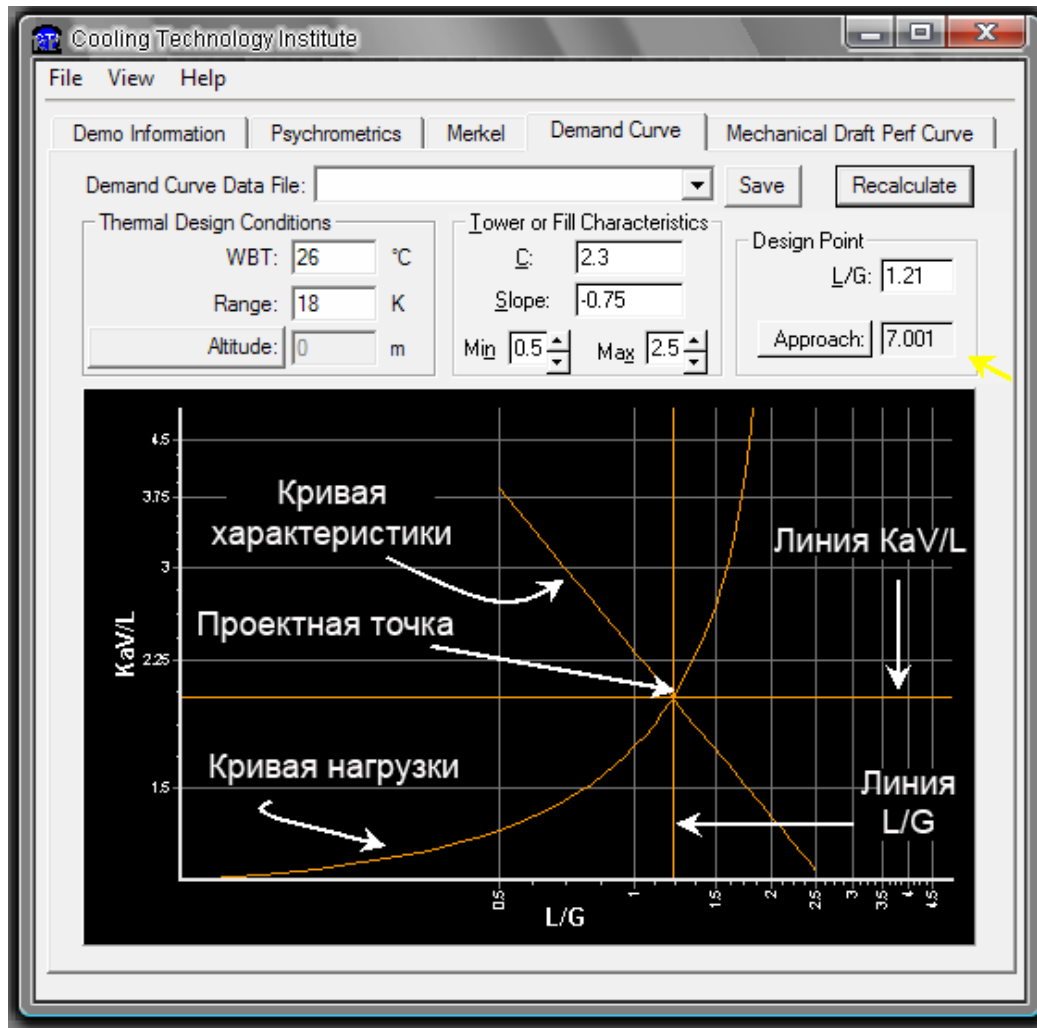 Cooling Technology Institute
File View Help
Demo Information Psychrometrics Merkel Demand Curve Mechanical Draft Perf Curve
Demand Curve Data File: Save Recalculate
Thermal Design Conditions
WBT: 26 °C
Range: 18 K
Altitude: 0 m
Tower or Fill Characteristics
C: 2.3
Slope: -0.75
Min 0.5 Max 2.5
Design Point
L/G: 1.21
Approach: 7.001
4.5
3.75
3
2.25
1.5
KaV/L
Кривая
характеристики
Линия KaV/L
Проектная точка
Кривая нагрузки
Линия
L/G
0.5 1 1.5 2 2.5 3 3.5 4 4.5
L/G